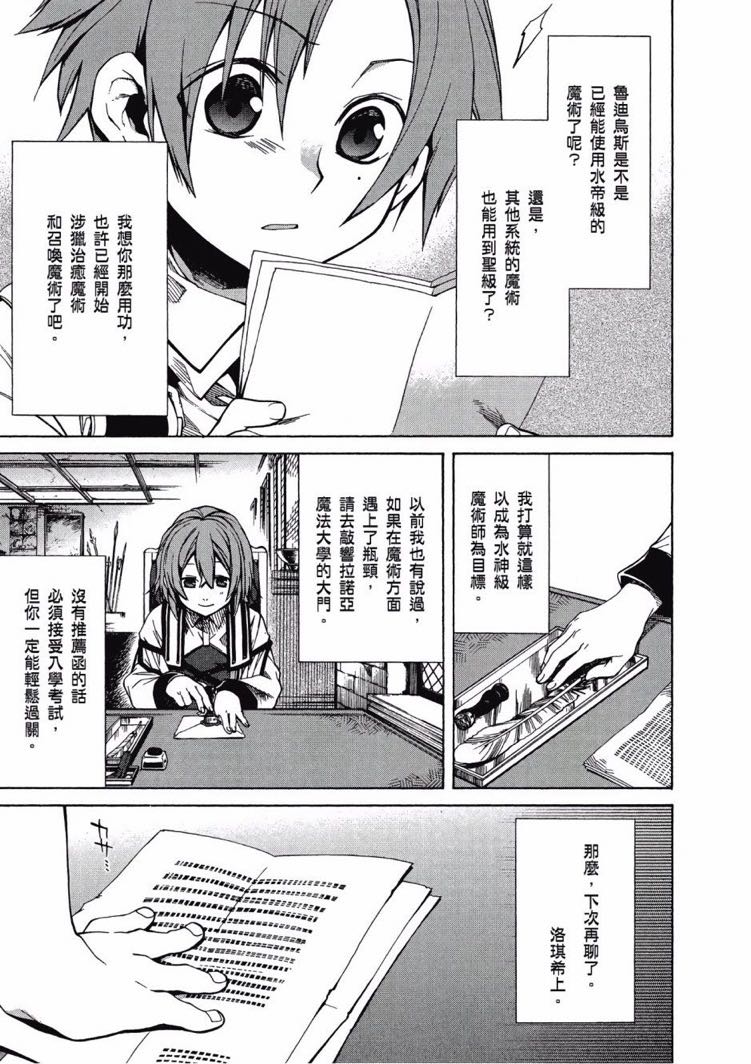 魯迪烏斯是不是
已經能使用水帝級的
魔術了呢？
還是，
其他系統的魔術
也能用到聖級了？
我想你那麼用功，
也許已經開始
涉獵治癒魔術
和召喚魔術了吧。
我打算就這樣
以成為水神級
魔術師為目標。
以前我也有說過，
如果在魔術方面
遇上了瓶頸，
請去敲響拉諾亞
魔法大學的大門。
沒有推薦函的話
必須接受入學考試，
但你一定能輕鬆過關。
那麼，下次再聊了。
洛琪希上。